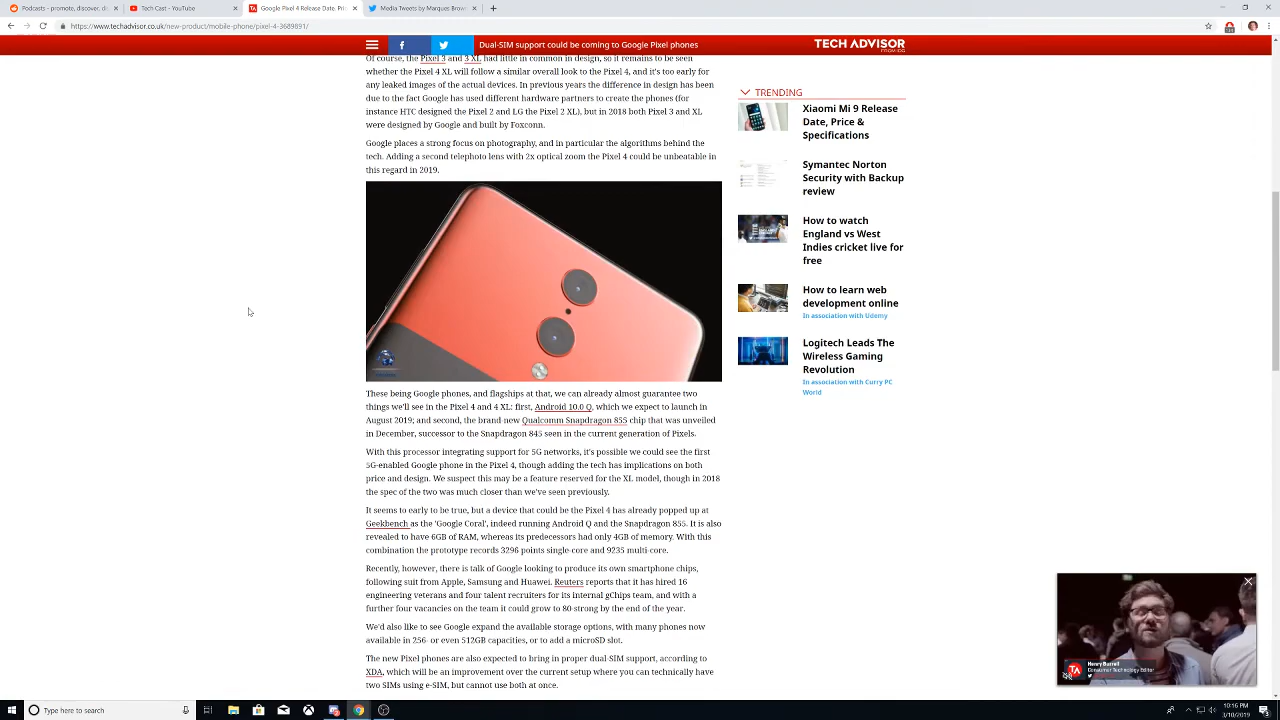 Podcasts - promote, discover, di
Tech Cast - YouTube
Google Pixel 4 Release Date, Pri
Media Tweets by Marques Brown
https://www.techadvisor.co.uk/new-product/mobile-phone/pixel-4-3689891/
Dual-SIM support could be coming to Google Pixel phones
TECH ADVISOR
FROM IDG
Of course, the Pixel 3 and 3 XL had little in common in design, so it remains to be seen
whether the Pixel 4 XL will follow a similar overall look to the Pixel 4, and it's too early for
any leaked images of the actual devices. In previous years the difference in design has been
due to the fact Google has used different hardware partners to create the phones (for
instance HTC designed the Pixel 2 and LG the Pixel 2 XL), but in 2018 both Pixel 3 and XL
were designed by Google and built by Foxconn.
Google places a strong focus on photography, and in particular the algorithms behind the
tech. Adding a second telephoto lens with 2x optical zoom the Pixel 4 could be unbeatable in
this regard in 2019.
These being Google phones, and flagships at that, we can already almost guarantee two
things we'll see in the Pixel 4 and 4 XL: first, Android 10.0 Q, which we expect to launch in
August 2019; and second, the brand new Qualcomm Snapdragon 855 chip that was unveiled
in December, successor to the Snapdragon 845 seen in the current generation of Pixels.
With this processor integrating support for 5G networks, it's possible we could see the first
5G-enabled Google phone in the Pixel 4, though adding the tech has implications on both
price and design. We suspect this may be a feature reserved for the XL model, though in 2018
the spec of the two was much closer than we've seen previously.
It seems to early to be true, but a device that could be the Pixel 4 has already popped up at
Geekbench as the 'Google Coral', indeed running Android Q and the Snapdragon 855. It is also
revealed to have 6GB of RAM, whereas its predecessors had only 4GB of memory. With this
combination the prototype records 3296 points single-core and 9235 multi-core.
Recently, however, there is talk of Google looking to produce its own smartphone chips,
following suit from Apple, Samsung and Huawei. Reuters reports that it has hired 16
engineering veterans and four talent recruiters for its internal gChips team, and with a
further four vacancies on the team it could grow to 80-strong by the end of the year.
We'd also like to see Google expand the available storage options, with many phones now
available in 256- or even 512GB capacities, or to add a microSD slot.
The new Pixel phones are also expected to bring in proper dual-SIM support, according to
XDA, which will be an improvement over the current setup where you can technically have
two SIMs using e-SIM, but cannot use both at once.
TRENDING
Xiaomi Mi 9 Release
Date, Price &
Specifications
Symantec Norton
Security with Backup
review
How to watch
England vs West
Indies cricket live for
free
How to learn web
development online
In association with Udemy
Logitech Leads The
Wireless Gaming
Revolution
In association with Curry PC
World
TA
Henry Burrell
Consumer Technology Editor
Type here to search
10:16 PM
3/10/2019